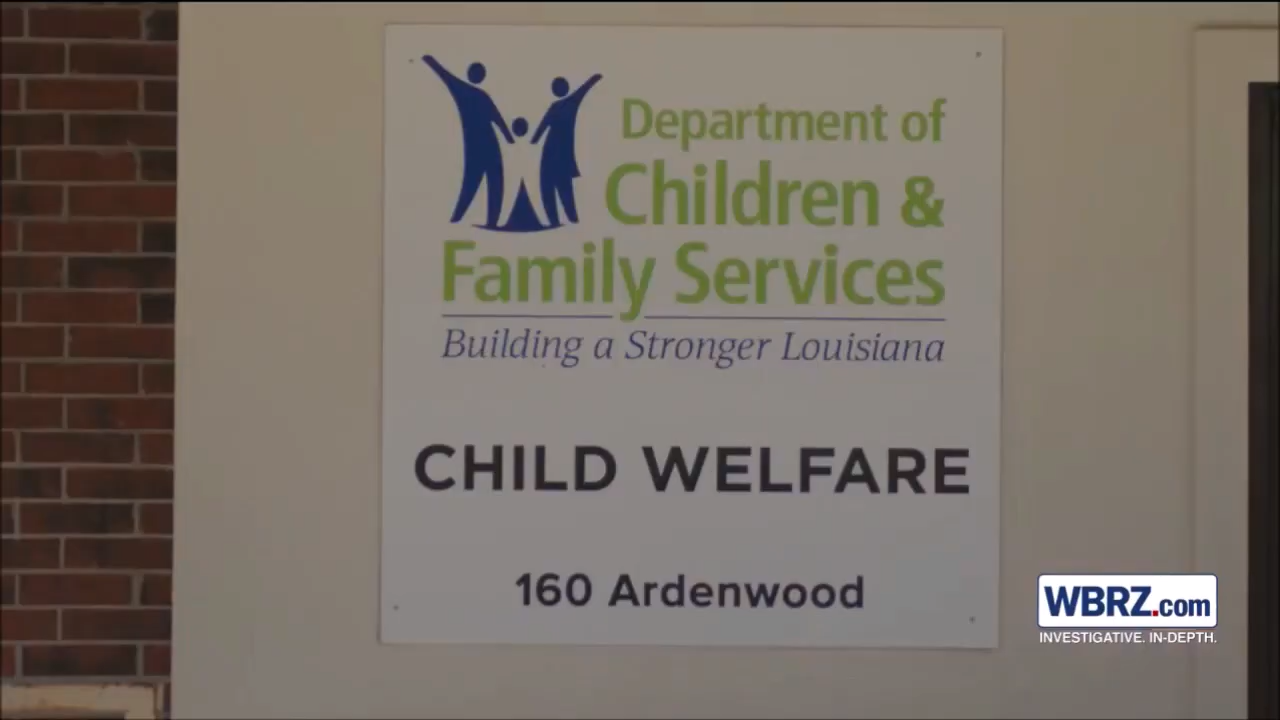 Department of
Children &
Family Services
Building a Stronger Louisiana
CHILD WELFARE
160 Ardenwood
WBRZ.com
INVESTIGATIVE. IN-DEPTH.